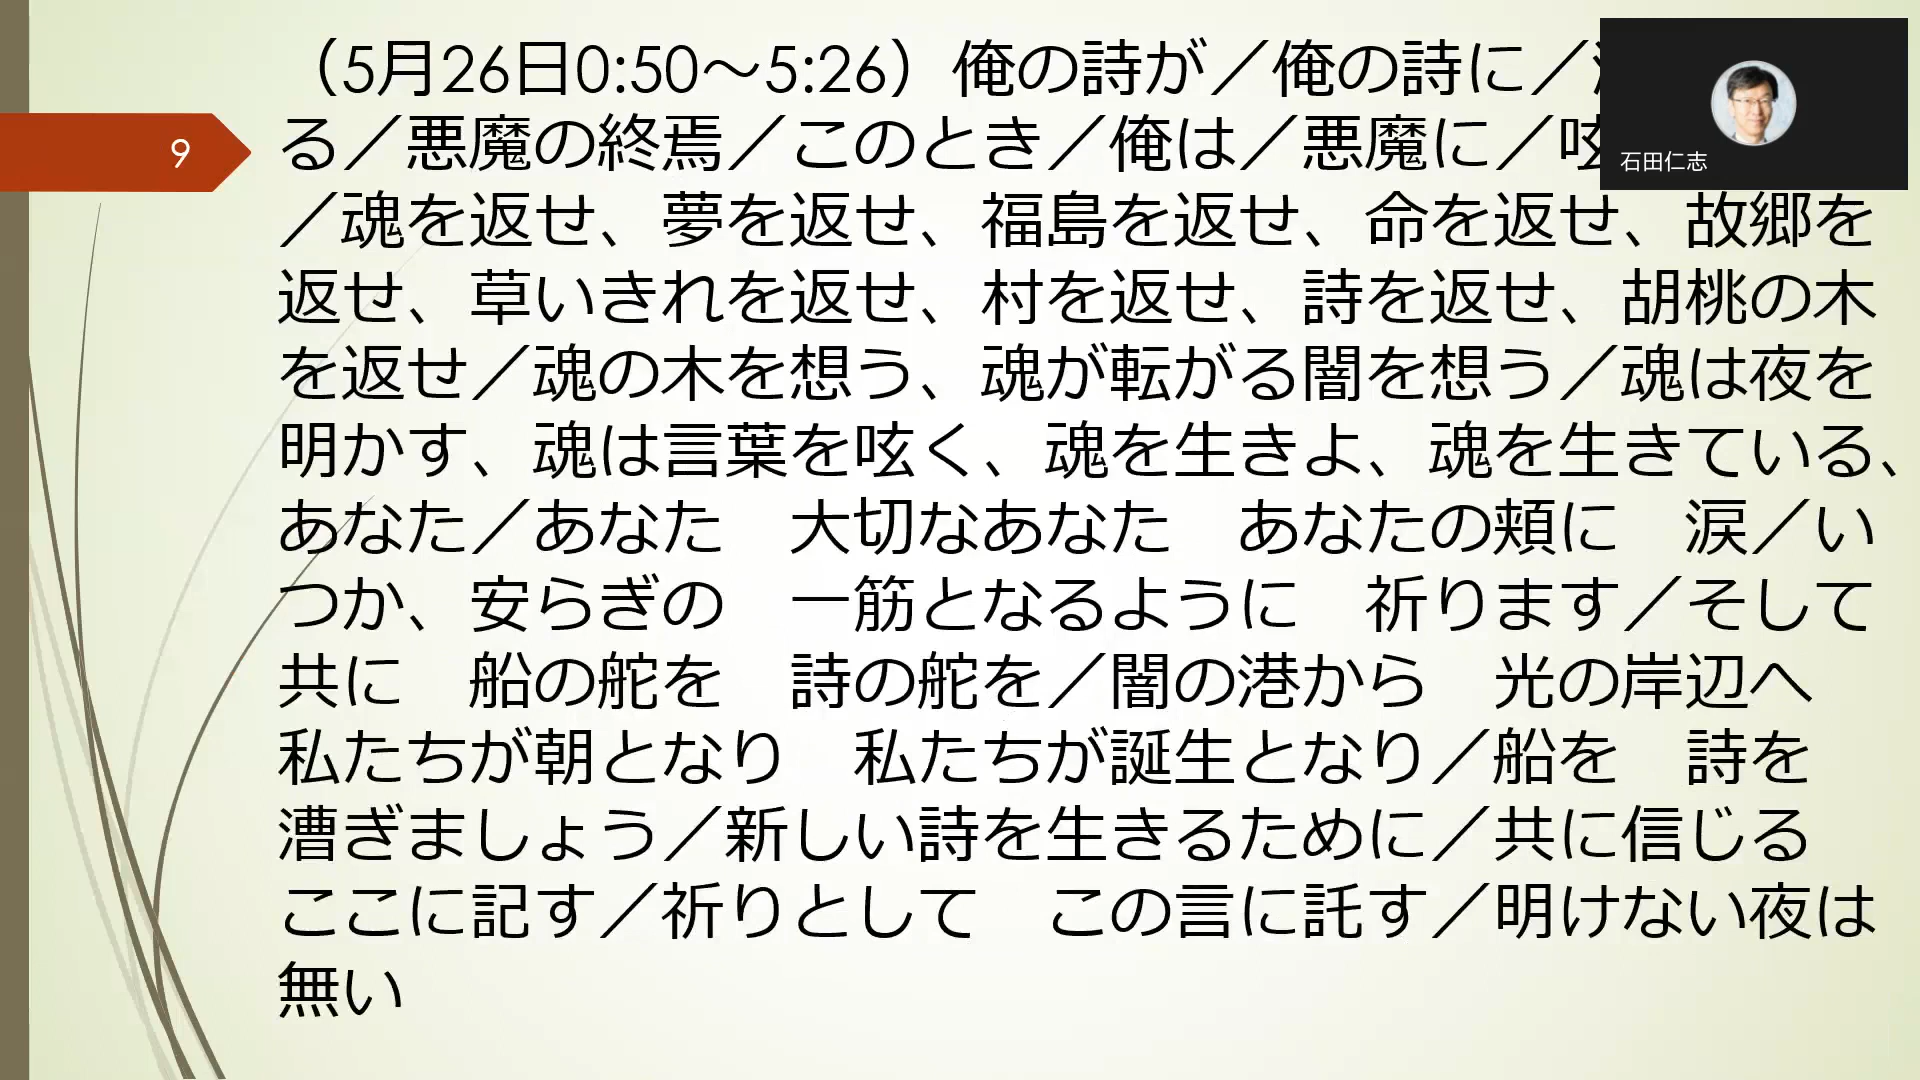 （5月26日0:50～5:26）俺の詩が／俺の詩に／
る／悪魔の終焉／このとき／俺は／悪魔に／呟
／魂を返せ、夢を返せ、福島を返せ、命を返せ、故郷を
返せ、草いきれを返せ、村を返せ、詩を返せ、胡桃の木
を返せ／魂の木を想う、魂が転がる闇を想う／魂は夜を
明かす、魂は言葉を呟く、魂を生きよ、魂を生きている、
あなた／あなた　大切なあなた　あなたの頬に　涙／い
つか、安らぎの　一筋となるように　祈ります／そして
共に　船の舵を　詩の舵を／闇の港から　光の岸辺へ
私たちが朝となり　私たちが誕生となり／船を　詩を
漕ぎましょう／新しい詩を生きるために／共に信じる
ここに記す／祈りとして　この言に託す／明けない夜は
無い
9
石田仁志